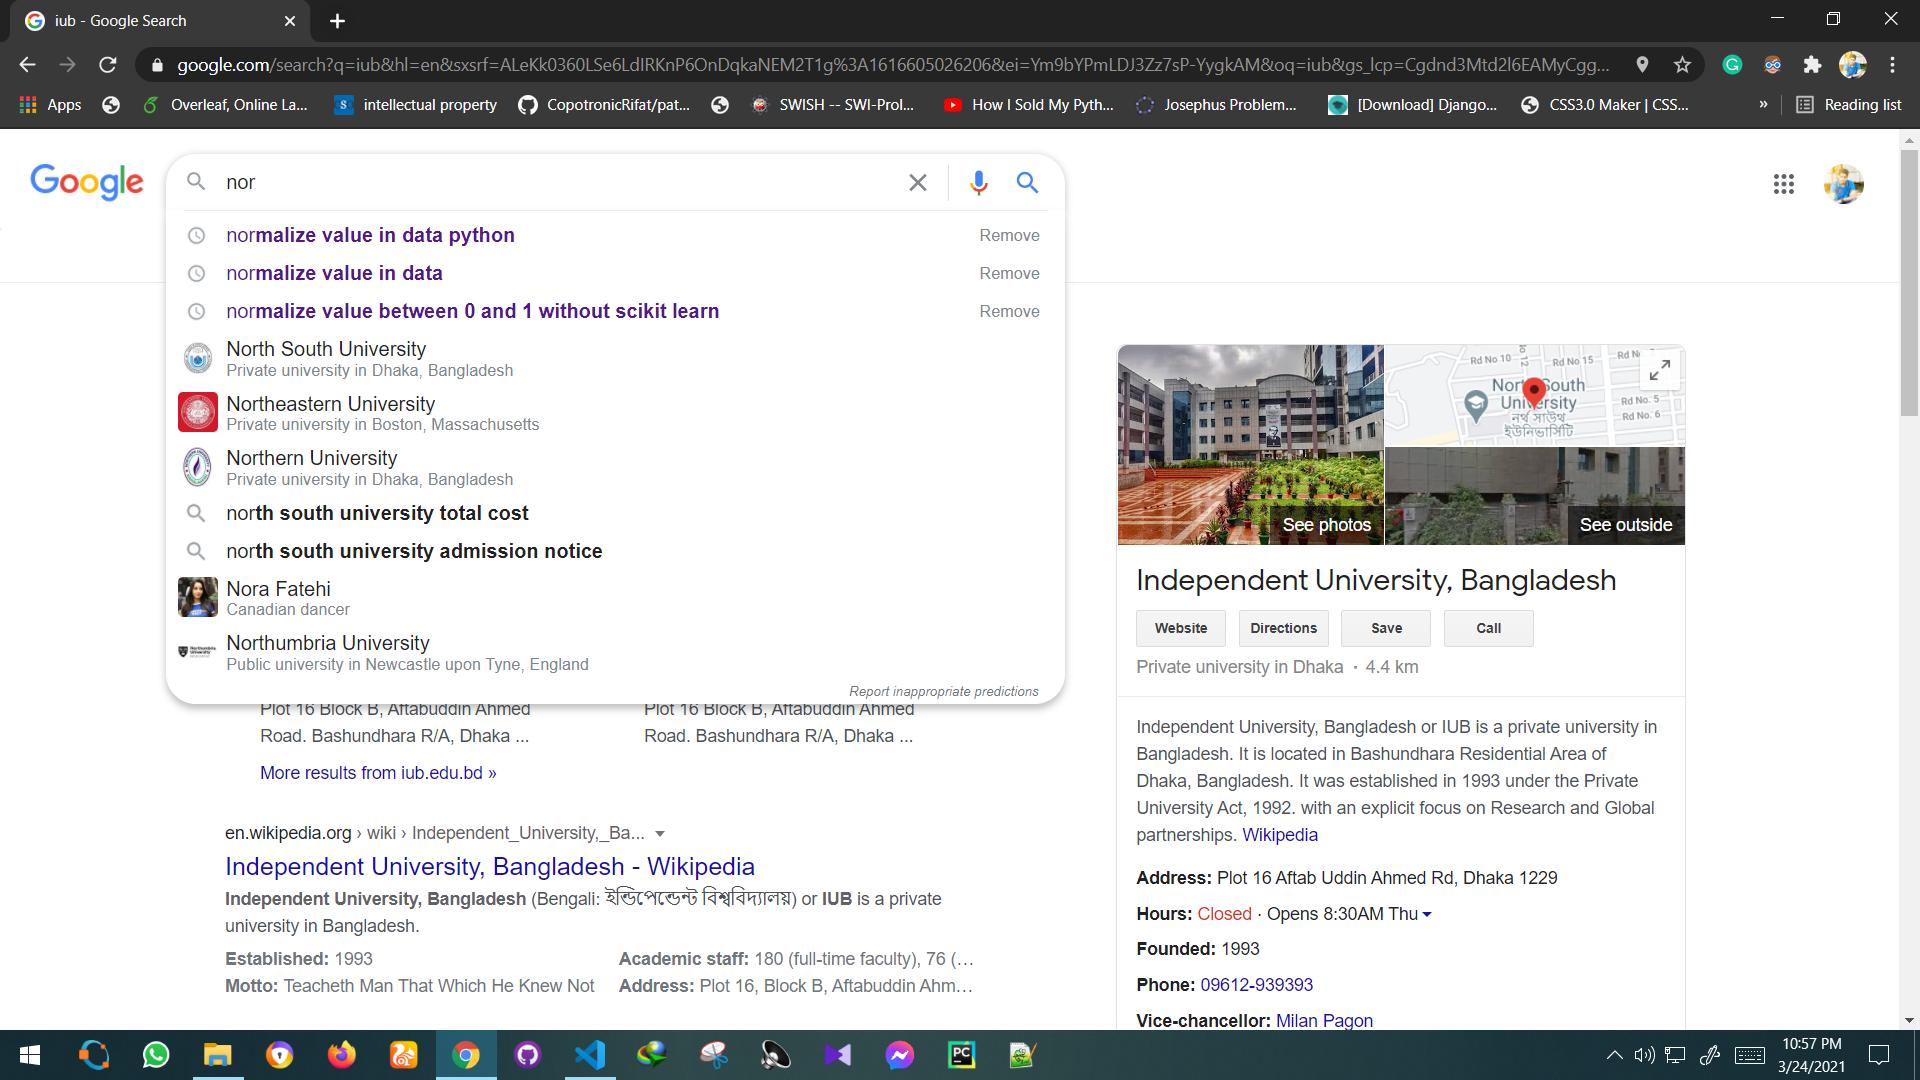 iub - Google Search
google.com/search?q=iub&hl=en&sxsrf=ALeKk0360LSe6LdIRKnP6OnDqkaNEM2T1g%3A1616605026206&ei=Ym9bYPmLDJ3Zz7sP-YygkAM&oq=iub&gs_lcp=Cgdnd3Mtd2l6EAMyCgg...
Apps
Overleaf, Online La...
intellectual property
CopotronicRifat/pat...
SWISH -- SWI-Prol...
How I Sold My Pyth...
Josephus Problem...
[Download] Django...
CSS3.0 Maker | CSS...
»
Reading list
Google
nor
normalize value in data python
Remove
normalize value in data
Remove
normalize value between 0 and 1 without scikit learn
Remove
North South University
Private university in Dhaka, Bangladesh
Northeastern University
Private university in Boston, Massachusetts
Northern University
Private university in Dhaka, Bangladesh
north south university total cost
north south university admission notice
Nora Fatehi
Canadian dancer
Northumbria University
Public university in Newcastle upon Tyne, England
Report inappropriate predictions
Plot 16 Block B, Aftabuddin Ahmed
Road. Bashundhara R/A, Dhaka ...
Plot 16 Block B, Aftabuddin Ahmed
Road. Bashundhara R/A, Dhaka ...
More results from iub.edu.bd »
en.wikipedia.org › wiki › Independent_University,_Ba...
Independent University, Bangladesh - Wikipedia
Independent University, Bangladesh (Bengali: ইন্ডিপেন্ডেন্ট বিশ্ববিদ্যালয়) or IUB is a private
university in Bangladesh.
Established: 1993
Academic staff: 180 (full-time faculty), 76 (...
Motto: Teacheth Man That Which He Knew Not
Address: Plot 16, Block B, Aftabuddin Ahm...
Rd No 10
Rd No 15
North South
University
নর্থ সাউথ
ইউনিভার্সিটি
Rd No. 5
Rd No. 6
See photos
See outside
Independent University, Bangladesh
Website
Directions
Save
Call
Private university in Dhaka · 4.4 km
Independent University, Bangladesh or IUB is a private university in
Bangladesh. It is located in Bashundhara Residential Area of
Dhaka, Bangladesh. It was established in 1993 under the Private
University Act, 1992. with an explicit focus on Research and Global
partnerships. Wikipedia
Address: Plot 16 Aftab Uddin Ahmed Rd, Dhaka 1229
Hours: Closed · Opens 8:30AM Thu
Founded: 1993
Phone: 09612-939393
Vice-chancellor: Milan Pagon
PC
10:57 PM
3/24/2021